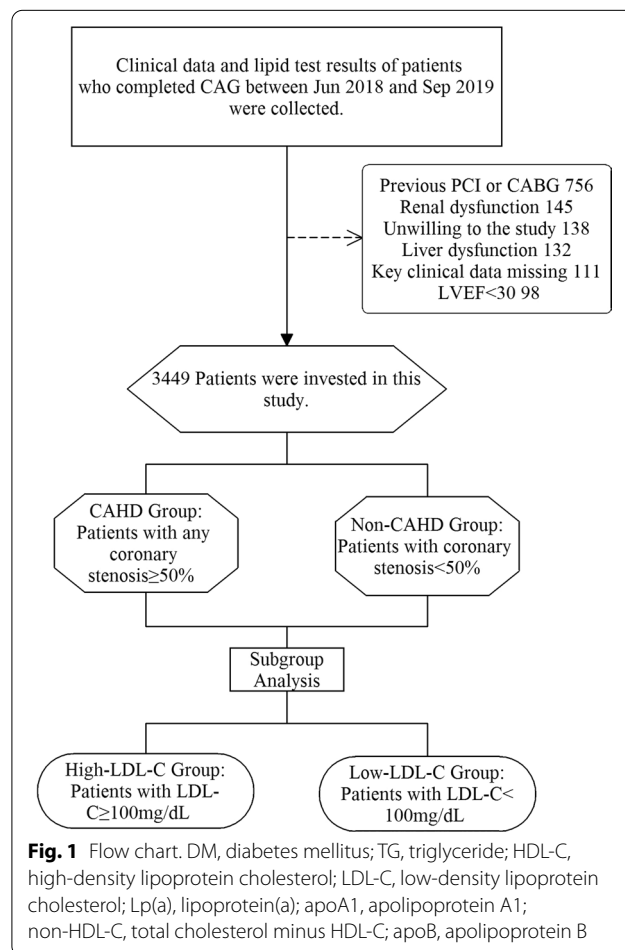 Clinical data and lipid test results of patients
who completed CAG between Jun 2018 and Sep 2019
were collected.
Previous PCI or CABG 756
Renal dysfunction 145
Unwilling to the study 138
Liver dysfunction 132
Key clinical data missing 111
LVEF<30 98
3449 Patients were invested in this
study.
CAHD Group:
Patients with any
coronary
stenosis≥50%
Non-CAHD Group:
Patients with coronary
stenosis<50%
Subgroup
Analysis
High-LDL-C Group:
Patients with LDL-
C≥100mg/dL
Low-LDL-C Group:
Patients with LDL-C<
100mg/dL
Fig. 1 Flow chart. DM, diabetes mellitus; TG, triglyceride; HDL-C,
high-density lipoprotein cholesterol; LDL-C, low-density lipoprotein
cholesterol; Lp(a), lipoprotein(a); apoA1, apolipoprotein A1;
non-HDL-C, total cholesterol minus HDL-C; apoB, apolipoprotein B